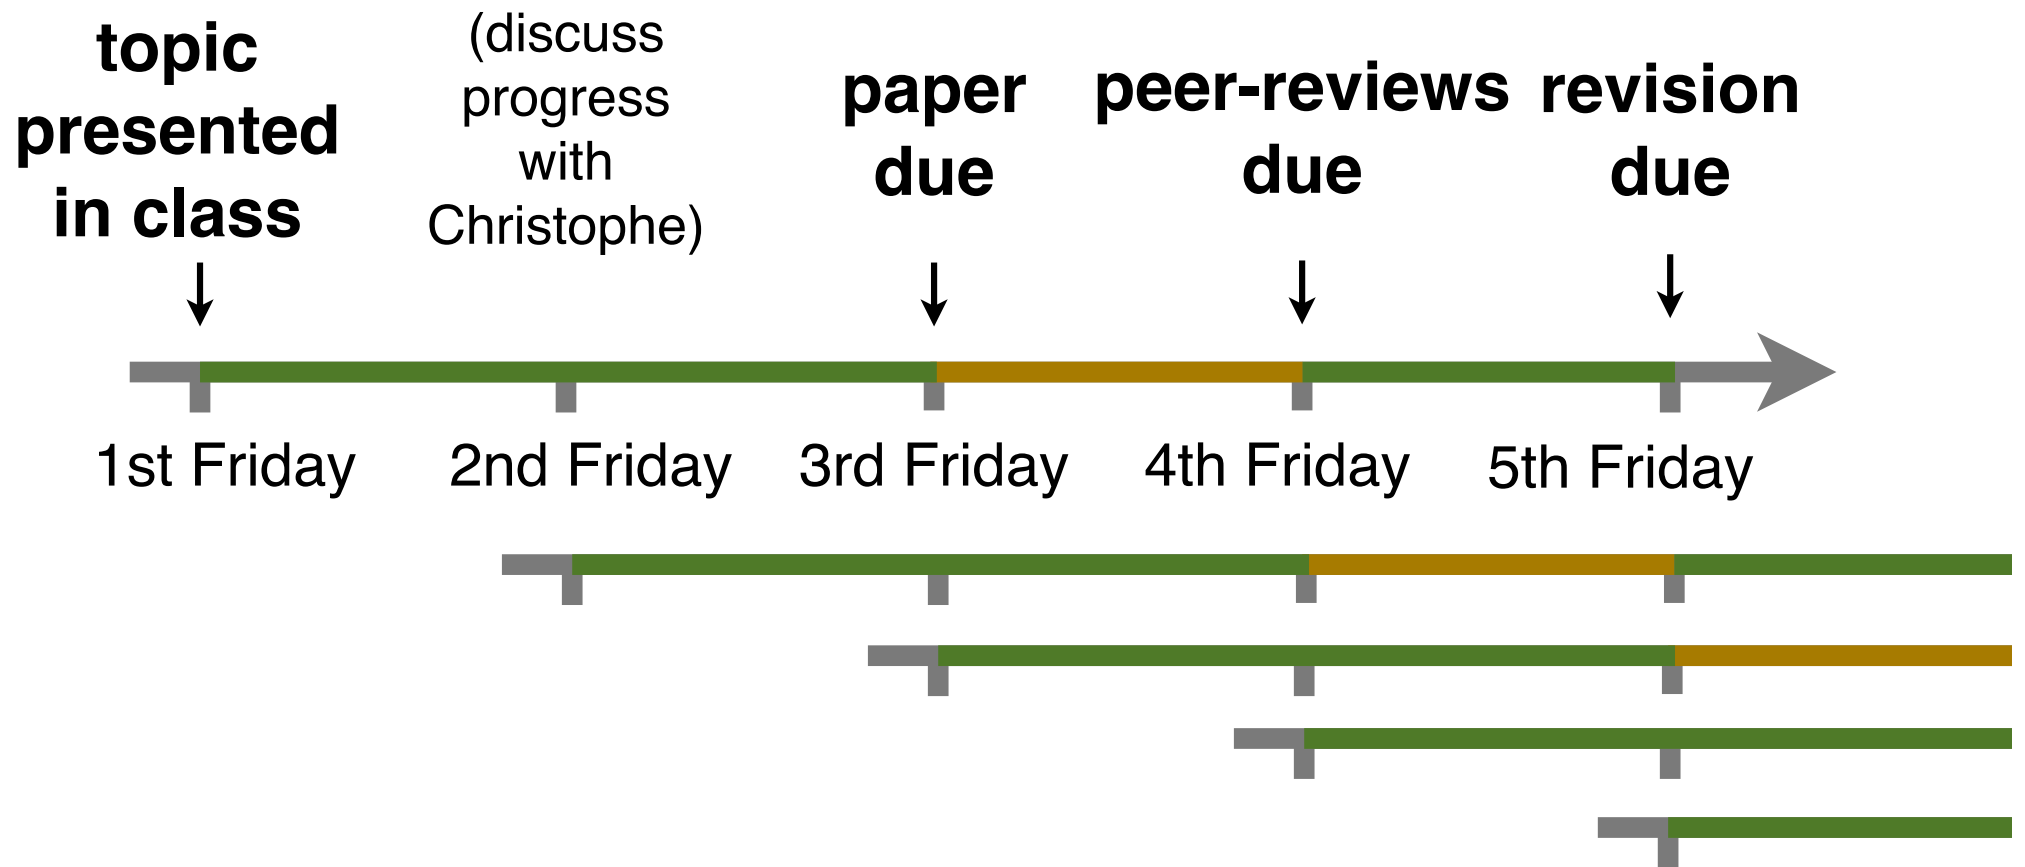 topic
presented
in class
(discuss
progress
with
Christophe)
paper
due
peer-reviews
due
revision
due
1st Friday
2nd Friday
3rd Friday
4th Friday
5th Friday